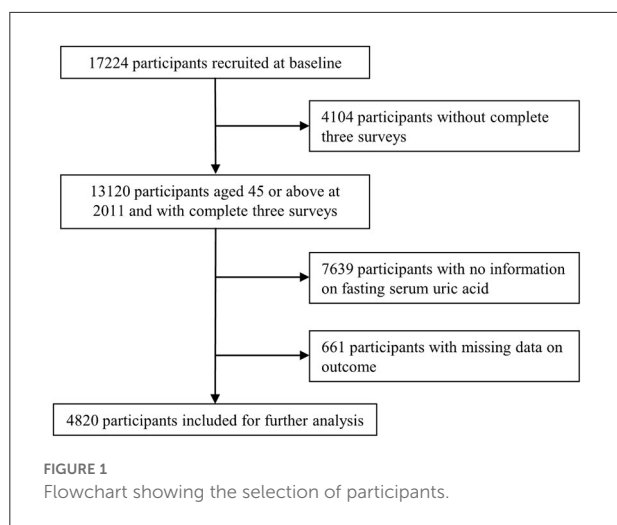 17224 participants recruited at baseline
4104 participants without complete
three surveys
13120 participants aged 45 or above at
2011 and with complete three surveys
7639 participants with no information
on fasting serum uric acid
661 participants with missing data on
outcome
4820 participants included for further analysis
FIGURE 1
Flowchart showing the selection of participants.